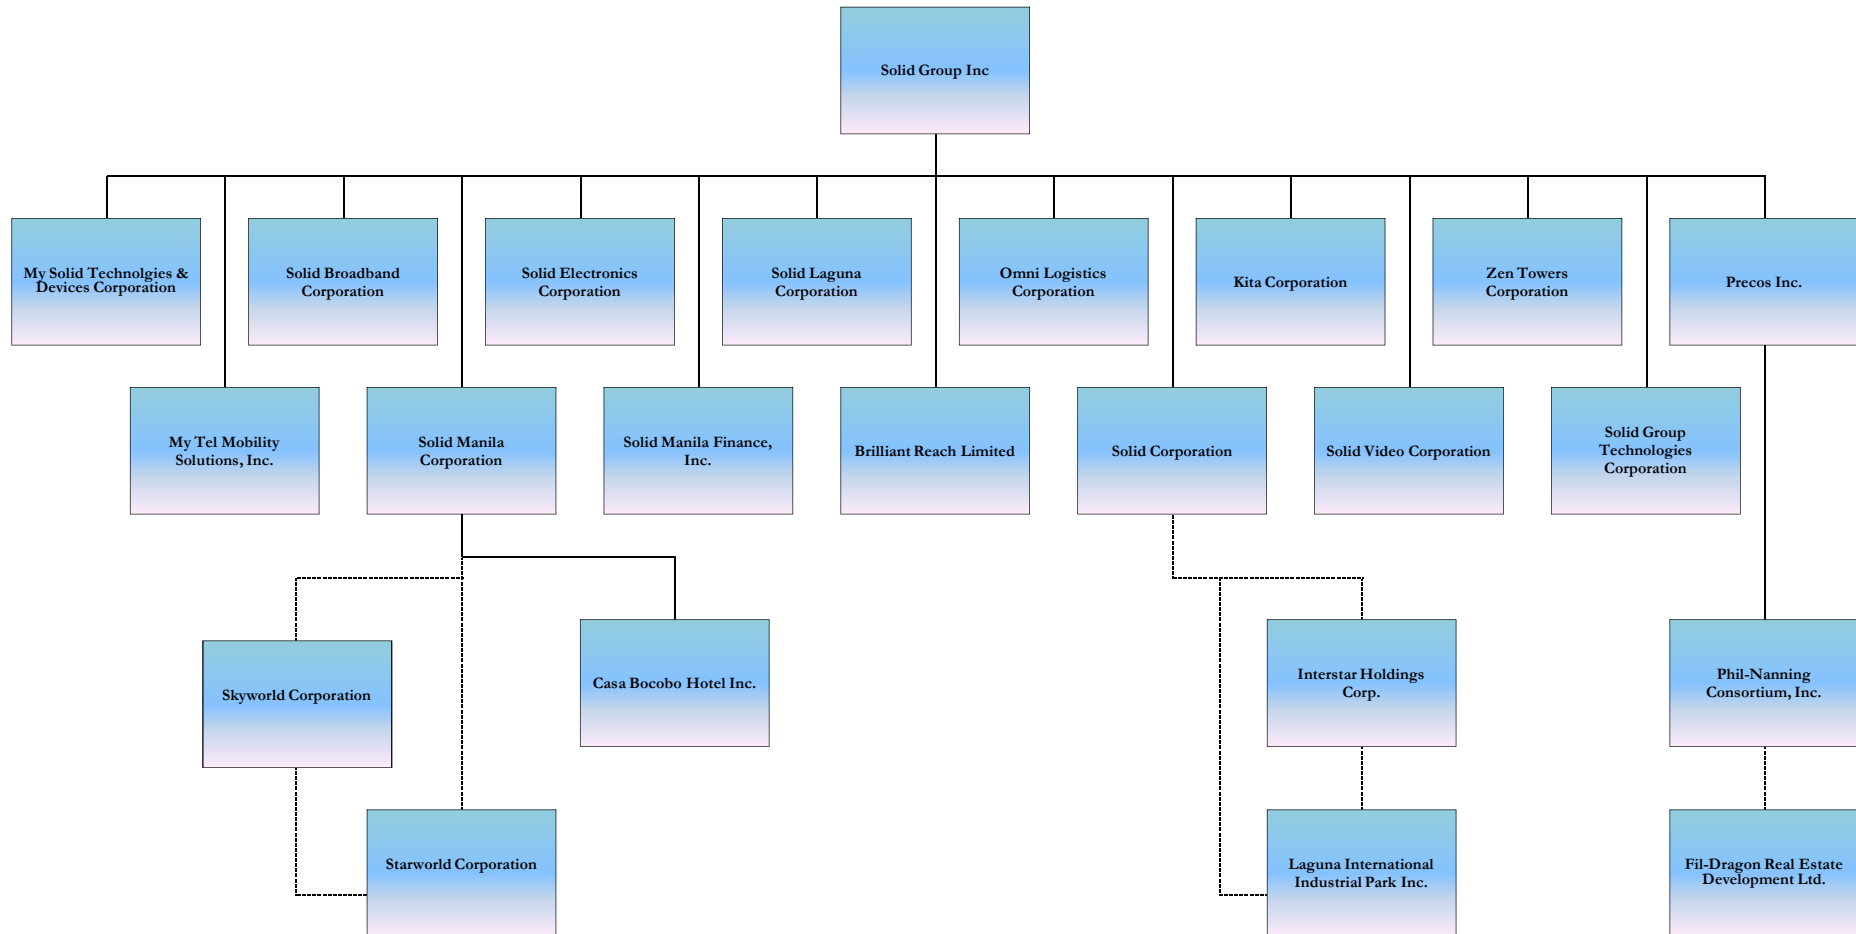 Solid Group Inc
My Solid Technolgies &
Devices Corporation
Solid Broadband
Corporation
Solid Electronics
Corporation
Solid Laguna
Corporation
Omni Logistics
Corporation
Kita Corporation
Zen Towers
Corporation
Precos Inc.
My Tel Mobility
Solutions, Inc.
Solid Manila
Corporation
Solid Manila Finance,
Inc.
Brilliant Reach Limited
Solid Corporation
Solid Video Corporation
Solid Group
Technologies
Corporation
Skyworld Corporation
Casa Bocobo Hotel Inc.
Interstar Holdings
Corp.
Phil-Nanning
Consortium, Inc.
Starworld Corporation
Laguna International
Industrial Park Inc.
Fil-Dragon Real Estate
Development Ltd.